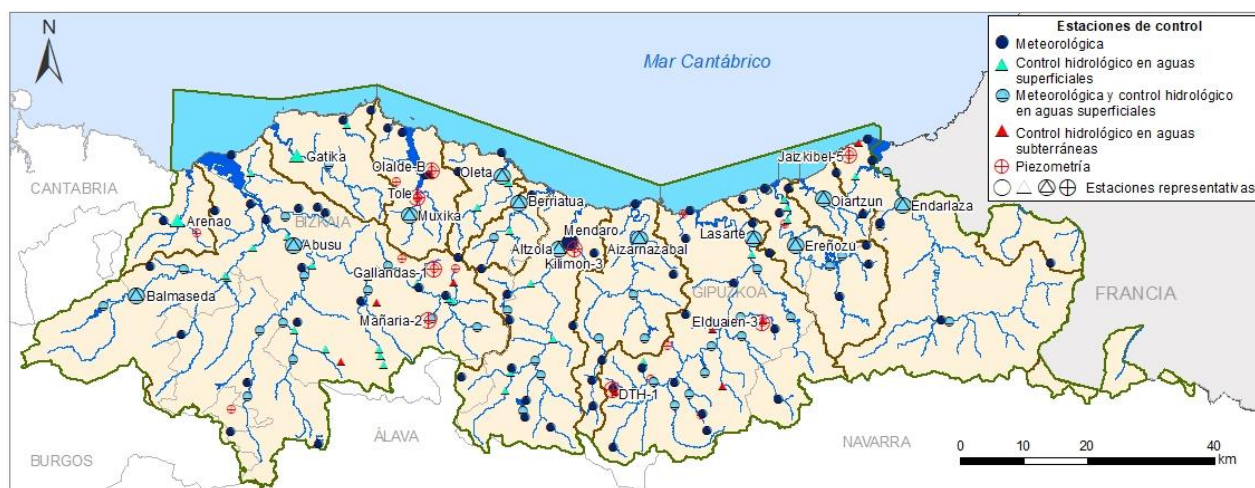 N
Mar Cantábrico
Estaciones de control
Meteorológica
Control hidrológico en aguas
superficiales
Meteorológica y control hidrológico
en aguas superficiales
Control hidrológico en aguas
subterráneas
Piezometría
Estaciones representativas
CANTABRIA
BIZKAIA
GIPUZKOA
FRANCIA
ÁLAVA
NAVARRA
BURGOS
Gatika
Olalde-B
Oleta
Jaizkibel-5
Tole
Berriatua
Oiartzun
Endarlaza
Arenao
Muxika
Mendaro
Abusu
Altzola
Aizarnazabal
Lasarte
Ereñozu
Kilimon-3
Gallandas-1
Balmaseda
Mañaria-2
Elduaien-3
DTH-1
0
10
20
40
km